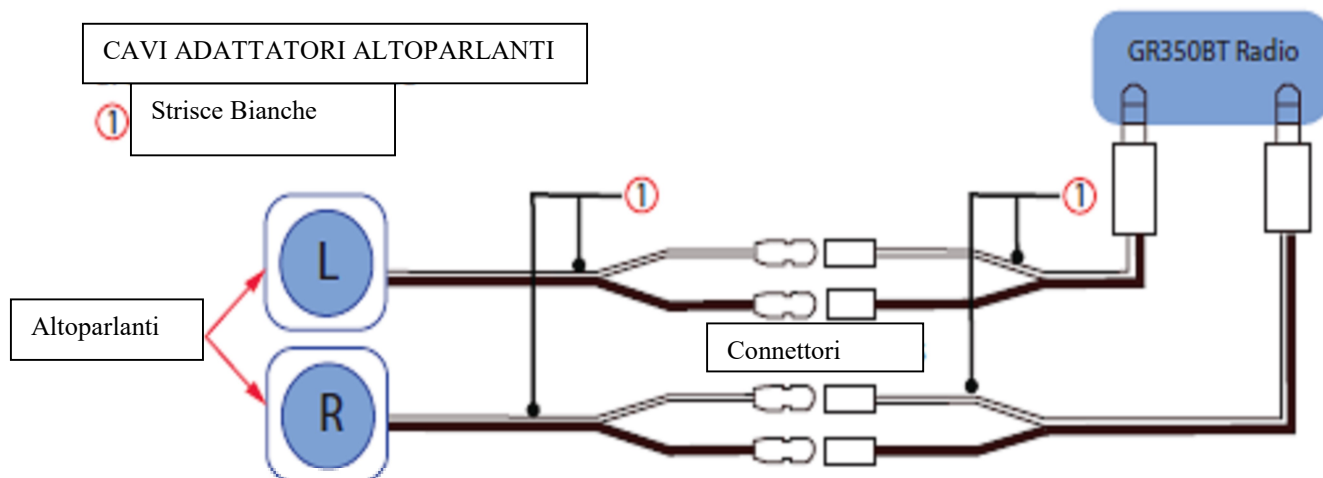 CAVI ADATTATORI ALTOPARLANTI
① Strisce Bianche
GR350BT Radio
①
①
L
Altoparlanti
Connettori
R